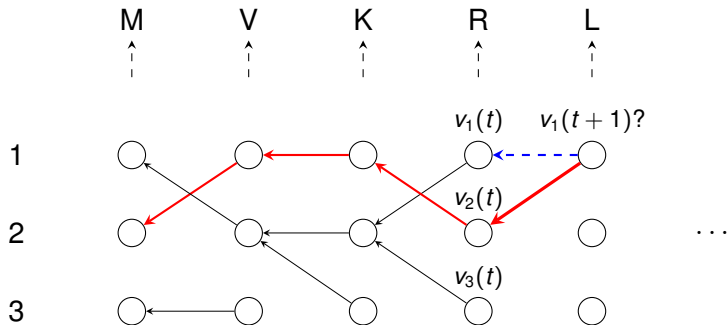 M V K R L
v₁(t) v₁(t + 1)?
1
v₂(t)
2 ...
v₃(t)
3